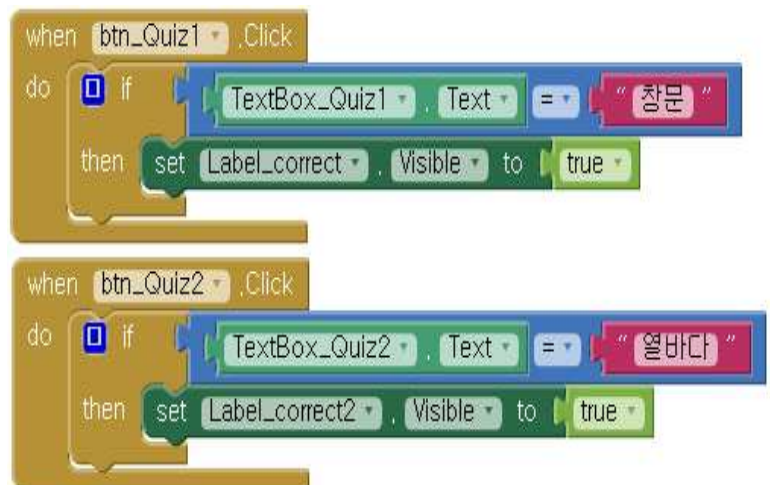 when btn_Quiz1 .Click
do if TextBox_Quiz1 . Text = " 창문 "
then set Label_correct . Visible to true
when btn_Quiz2 .Click
do if TextBox_Quiz2 . Text = " 열바다 "
then set Label_correct2 . Visible to true